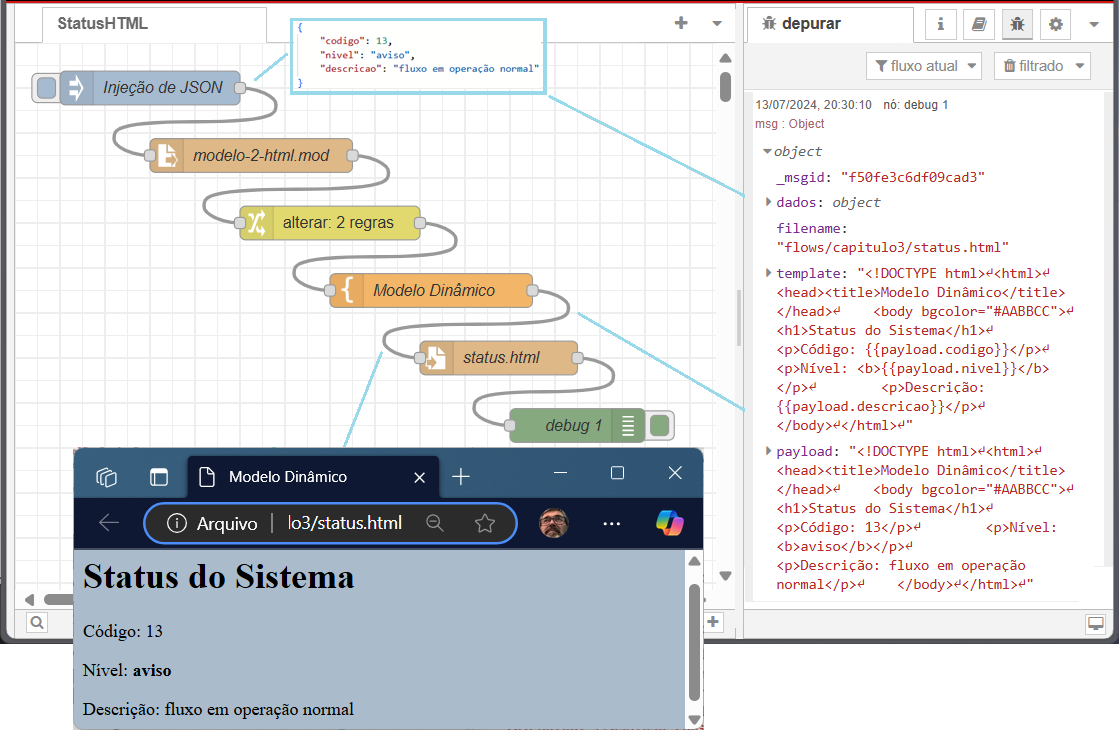 StatusHTML
{
"codigo": 13,
"nivel": "aviso",
"descricao": "fluxo em operação normal"
}
Injeção de JSON
modelo-2-html.mod
alterar: 2 regras
Modelo Dinâmico
status.html
debug 1
depurar
fluxo atual
filtrado
13/07/2024, 20:30:10 nó: debug 1
msg : Object
object
_msgid: "f50fe3c6df09cad3"
dados: object
filename:
"flows/capitulo3/status.html"
template: "<!DOCTYPE html>↵<html>↵
<head><title>Modelo Dinâmico</title>
</head>↵ <body bgcolor="#AABBCC">↵
<h1>Status do Sistema</h1>↵
<p>Código: {{payload.codigo}}</p>↵
<p>Nível: <b>{{payload.nivel}}</b>
</p>↵ <p>Descrição:
{{payload.descricao}}</p>↵
</body>↵</html>↵"
payload: "<!DOCTYPE html>↵<html>↵
<head><title>Modelo Dinâmico</title>
</head>↵ <body bgcolor="#AABBCC">↵
<h1>Status do Sistema</h1>↵
<p>Código: 13</p>↵ <p>Nível:
<b>aviso</b></p>↵
<p>Descrição: fluxo em operação
normal</p>↵ </body>↵</html>↵"
Modelo Dinâmico
Arquivo lo3/status.html
Status do Sistema
Código: 13
Nível: aviso
Descrição: fluxo em operação normal